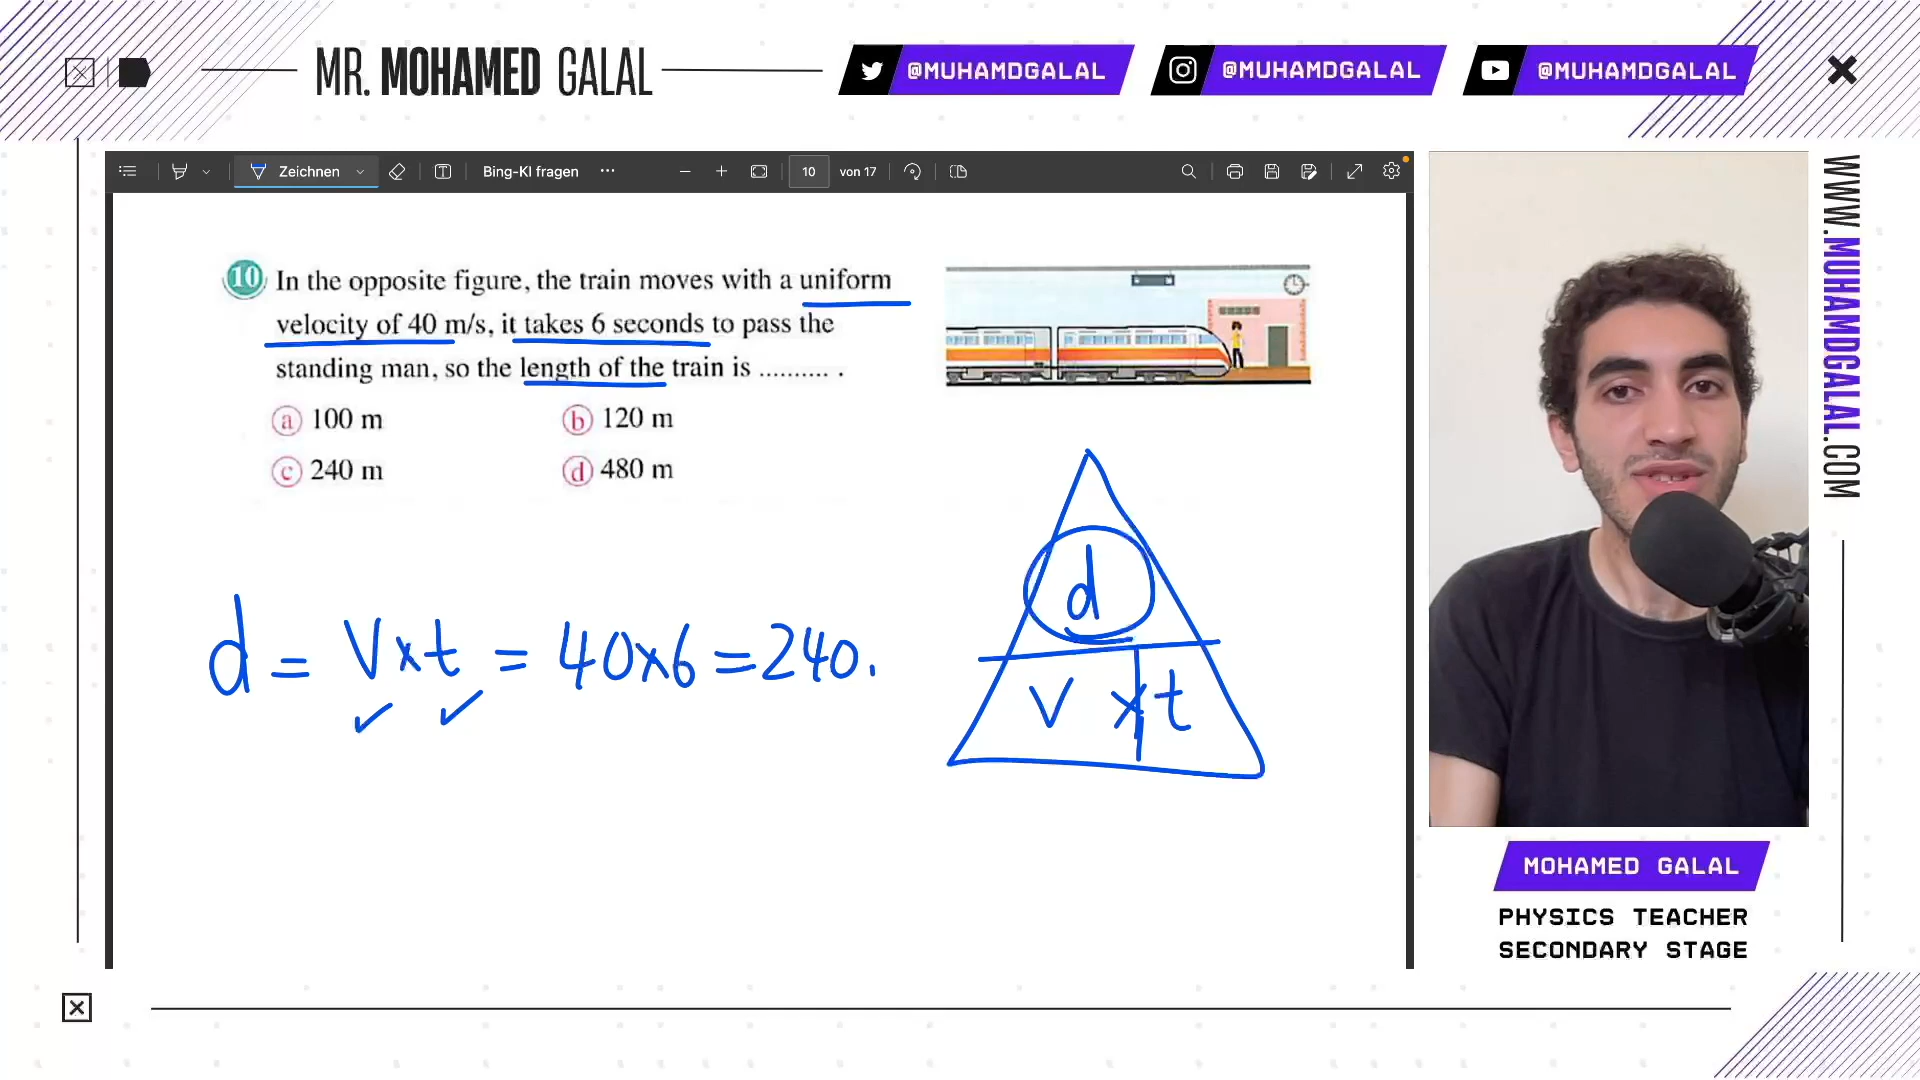 MR. MOHAMED GALAL
@MUHAMDGALAL
@MUHAMDGALAL
@MUHAMDGALAL
Zeichnen
Bing-KI fragen
10 von 17
WWW.MUHAMDGALAL.COM
10 In the opposite figure, the train moves with a uniform
velocity of 40 m/s, it takes 6 seconds to pass the
standing man, so the length of the train is .......... .
a 100 m
b 120 m
c 240 m
d 480 m
d = V×t = 40×6 = 240.
d
V × t
MOHAMED GALAL
PHYSICS TEACHER
SECONDARY STAGE